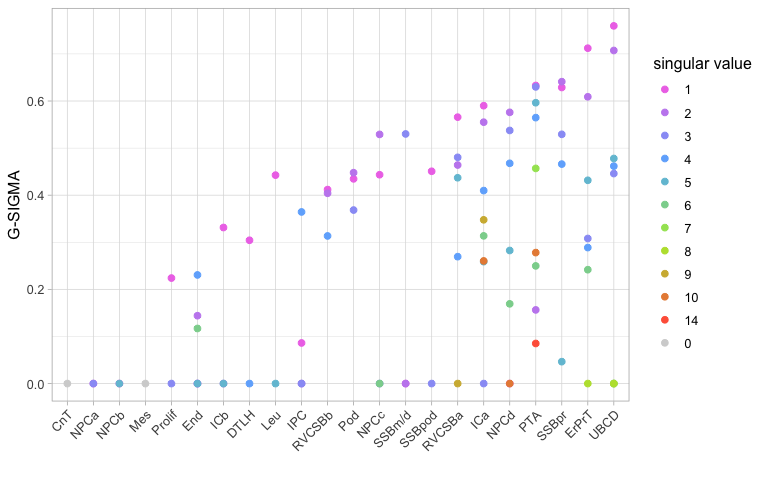 G-SIGMA
0.6
0.4
0.2
0.0
CnT
NPCa
NPCb
Mes
Prolif
End
ICb
DTLH
Leu
IPC
RVCSBb
Pod
NPCc
SSBm/d
SSBpod
RVCSBa
ICa
NPCd
PTA
SSBpr
ErPrT
UBCD
singular value
1
2
3
4
5
6
7
8
9
10
14
0